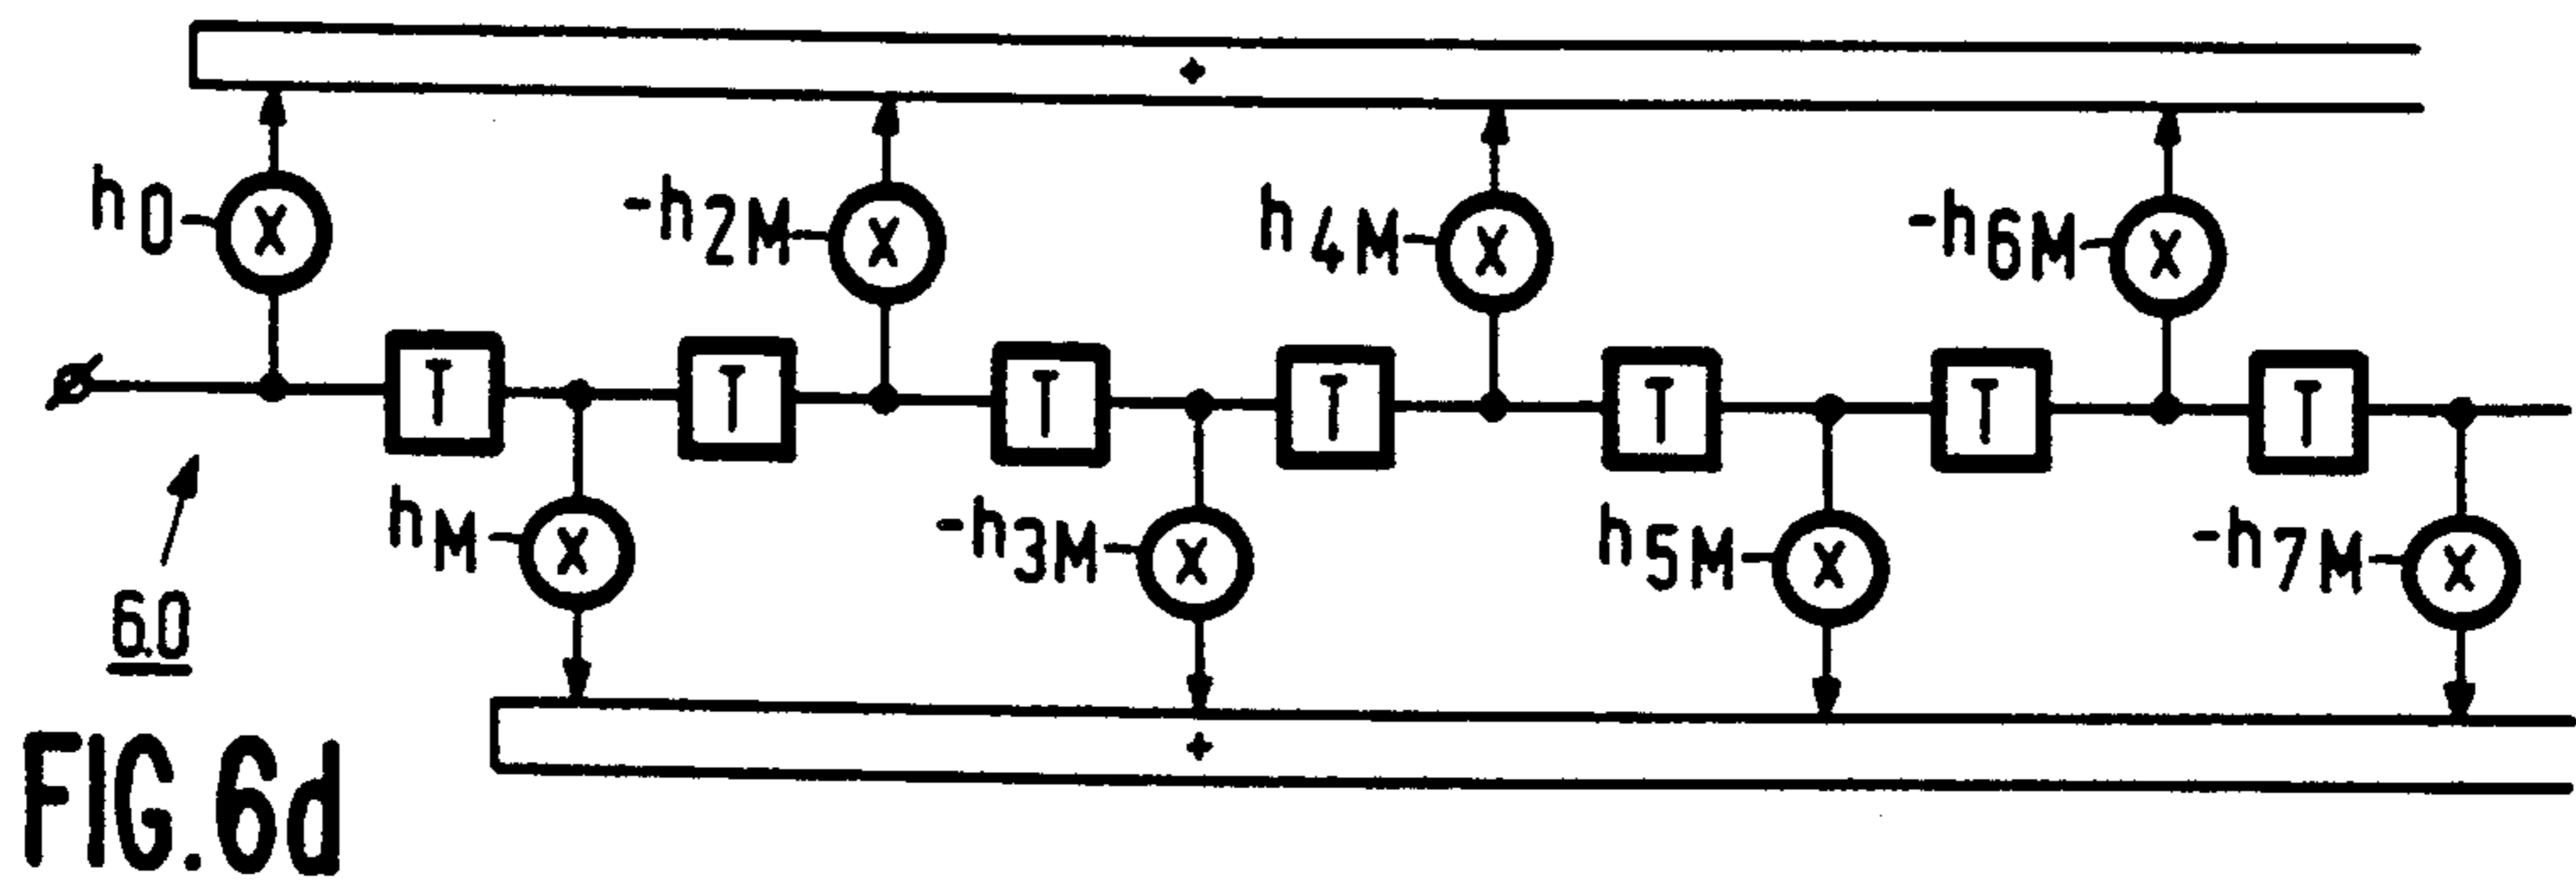 +
h0 X -h2M X h4M X -h6M X
T T T T T T T
hM X -h3M X h5M X -h7M X
6.0
+
FIG.6d